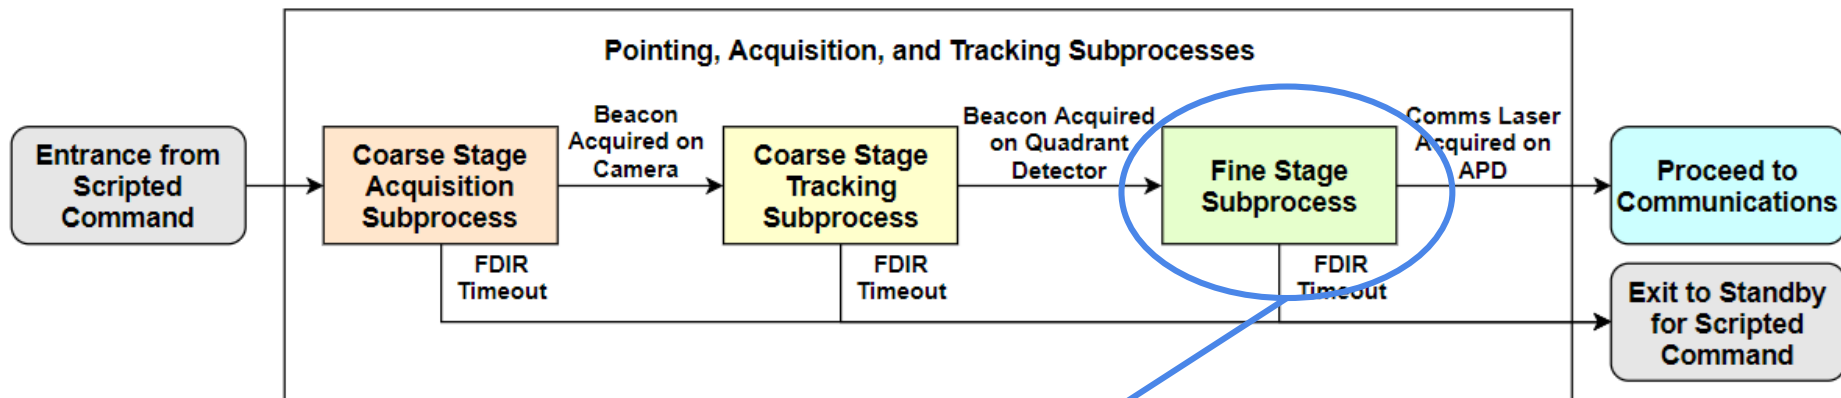 Pointing, Acquisition, and Tracking Subprocesses
Entrance from
Scripted
Command
Coarse Stage
Acquisition
Subprocess
Beacon
Acquired on
Camera
Coarse Stage
Tracking
Subprocess
Beacon Acquired
on Quadrant
Detector
Fine Stage
Subprocess
Comms Laser
Acquired on
APD
Proceed to
Communications
FDIR
Timeout
FDIR
Timeout
FDIR
Timeout
Exit to Standby
for Scripted
Command